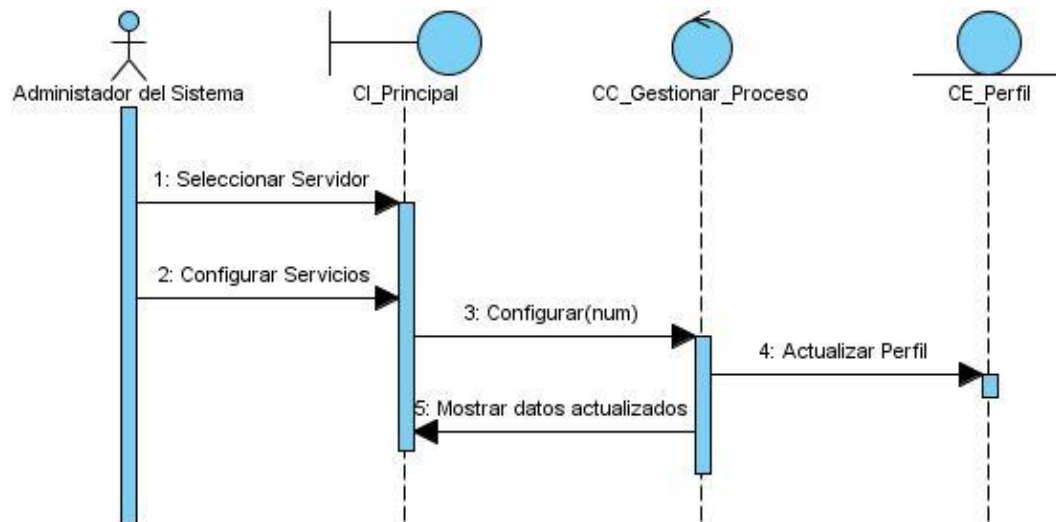 Administador del Sistema
CI_Principal
CC_Gestionar_Proceso
CE_Perfil
1: Seleccionar Servidor
2: Configurar Servicios
3: Configurar(num)
4: Actualizar Perfil
5: Mostrar datos actualizados